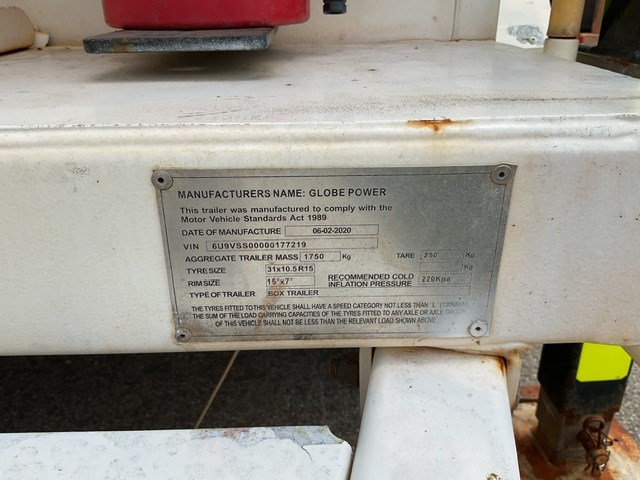 MANUFACTURERS NAME: GLOBE POWER
This trailer was manufactured to comply with the
Motor Vehicle Standards Act 1989
DATE OF MANUFACTURE 06-02-2020
VIN 6U9VSS00000177219
AGGREGATE TRAILER MASS 1750 Kg TARE 250 Kg
TYRE SIZE 31x10.5R15
RIM SIZE 15"x7" RECOMMENDED COLD INFLATION PRESSURE 220Kpa
TYPE OF TRAILER BOX TRAILER
THE TYRES FITTED TO THIS VEHICLE SHALL HAVE A SPEED CATEGORY NOT LESS THAN 'L'
THE SUM OF THE LOAD CARRYING CAPACITIES OF THE TYRES FITTED TO ANY AXLE OR AXLE GROUP
OF THIS VEHICLE SHALL NOT BE LESS THAN THE RELEVANT LOAD SHOWN ABOVE.